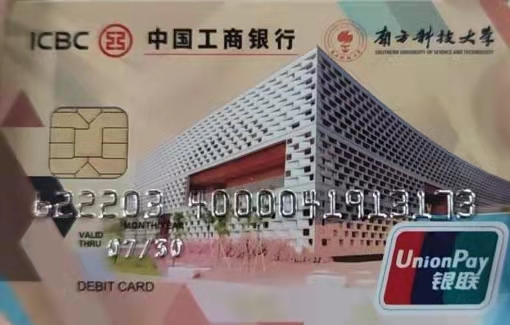 ICBC 中国工商银行 南方科技大学
SOUTHERN UNIVERSITY OF SCIENCE AND TECHNOLOGY
622203 4000041913173
MONTH/YEAR
VALID THRU 07/30
DEBIT CARD
UnionPay
银联